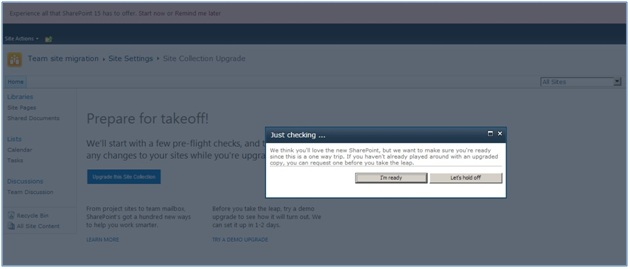 Experience all that SharePoint 15 has to offer. Start now or Remind me later
Site Actions
Team site migration ▸ Site Settings ▸ Site Collection Upgrade
Home
All Sites
Libraries
Site Pages
Shared Documents
Lists
Calendar
Tasks
Discussions
Team Discussion
Recycle Bin
All Site Content
Prepare for takeoff!
We'll start with a few pre-flight checks, and
any changes to your sites while you're upgra
Upgrade this Site Collection
From project sites to team mailbox,
SharePoint's got a hundred new ways
to help you work smarter.
LEARN MORE
Before you take the leap, try a demo
upgrade to see how it will turn out. We
can set it up in 1-2 days.
TRY A DEMO UPGRADE
Just checking ...
We think you'll love the new SharePoint, but we want to make sure you're ready
since this is a one way trip. If you haven't already played around with an upgraded
copy, you can request one before you take the leap.
I'm ready
Let's hold off